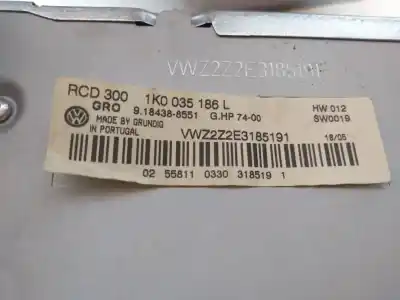 VWZ2Z2E3185191
RCD 300 1K0 035 186 L
GRO 9.18438-8551 G.HP 74-00 HW 012
MADE BY GRUNDIG SW0019
IN PORTUGAL VWZ2Z2E3185191 18/05
02 55811 0330 318519 1